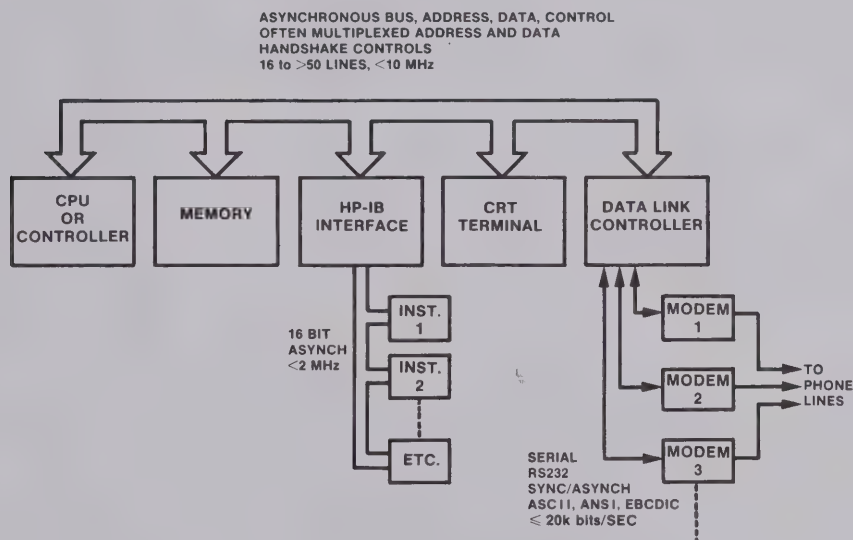 ASYNCHRONOUS BUS, ADDRESS, DATA, CONTROL
OFTEN MULTIPLEXED ADDRESS AND DATA
HANDSHAKE CONTROLS
16 to >50 LINES, <10 MHz
CPU
OR
CONTROLLER
MEMORY
HP-IB
INTERFACE
CRT
TERMINAL
DATA LINK
CONTROLLER
16 BIT
ASYNCH
<2 MHz
INST.
1
INST.
2
ETC.
MODEM
1
MODEM
2
MODEM
3
TO
PHONE
LINES
SERIAL
RS232
SYNC/ASYNCH
ASCII, ANSI, EBCDIC
≤ 20k bits/SEC